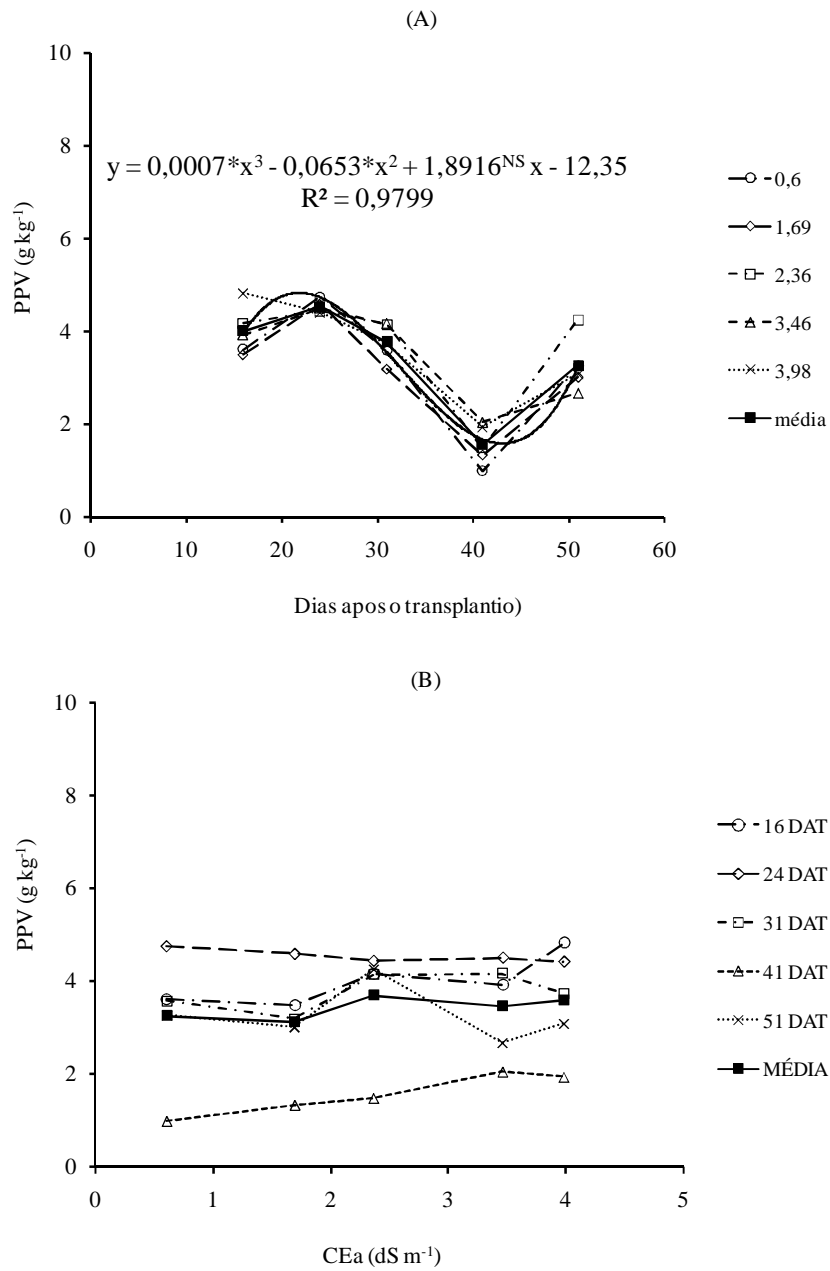 (A)
10
8
6
4
2
0
PPV (g kg⁻¹)
y = 0,0007*x³ - 0,0653*x² + 1,8916ᴺˢ x - 12,35
R² = 0,9799
0 10 20 30 40 50 60
Dias apos o transplantio)
0,6
1,69
2,36
3,46
3,98
média
(B)
10
8
6
4
2
0
PPV (g kg⁻¹)
0 1 2 3 4 5
CEa (dS m⁻¹)
16 DAT
24 DAT
31 DAT
41 DAT
51 DAT
MÉDIA